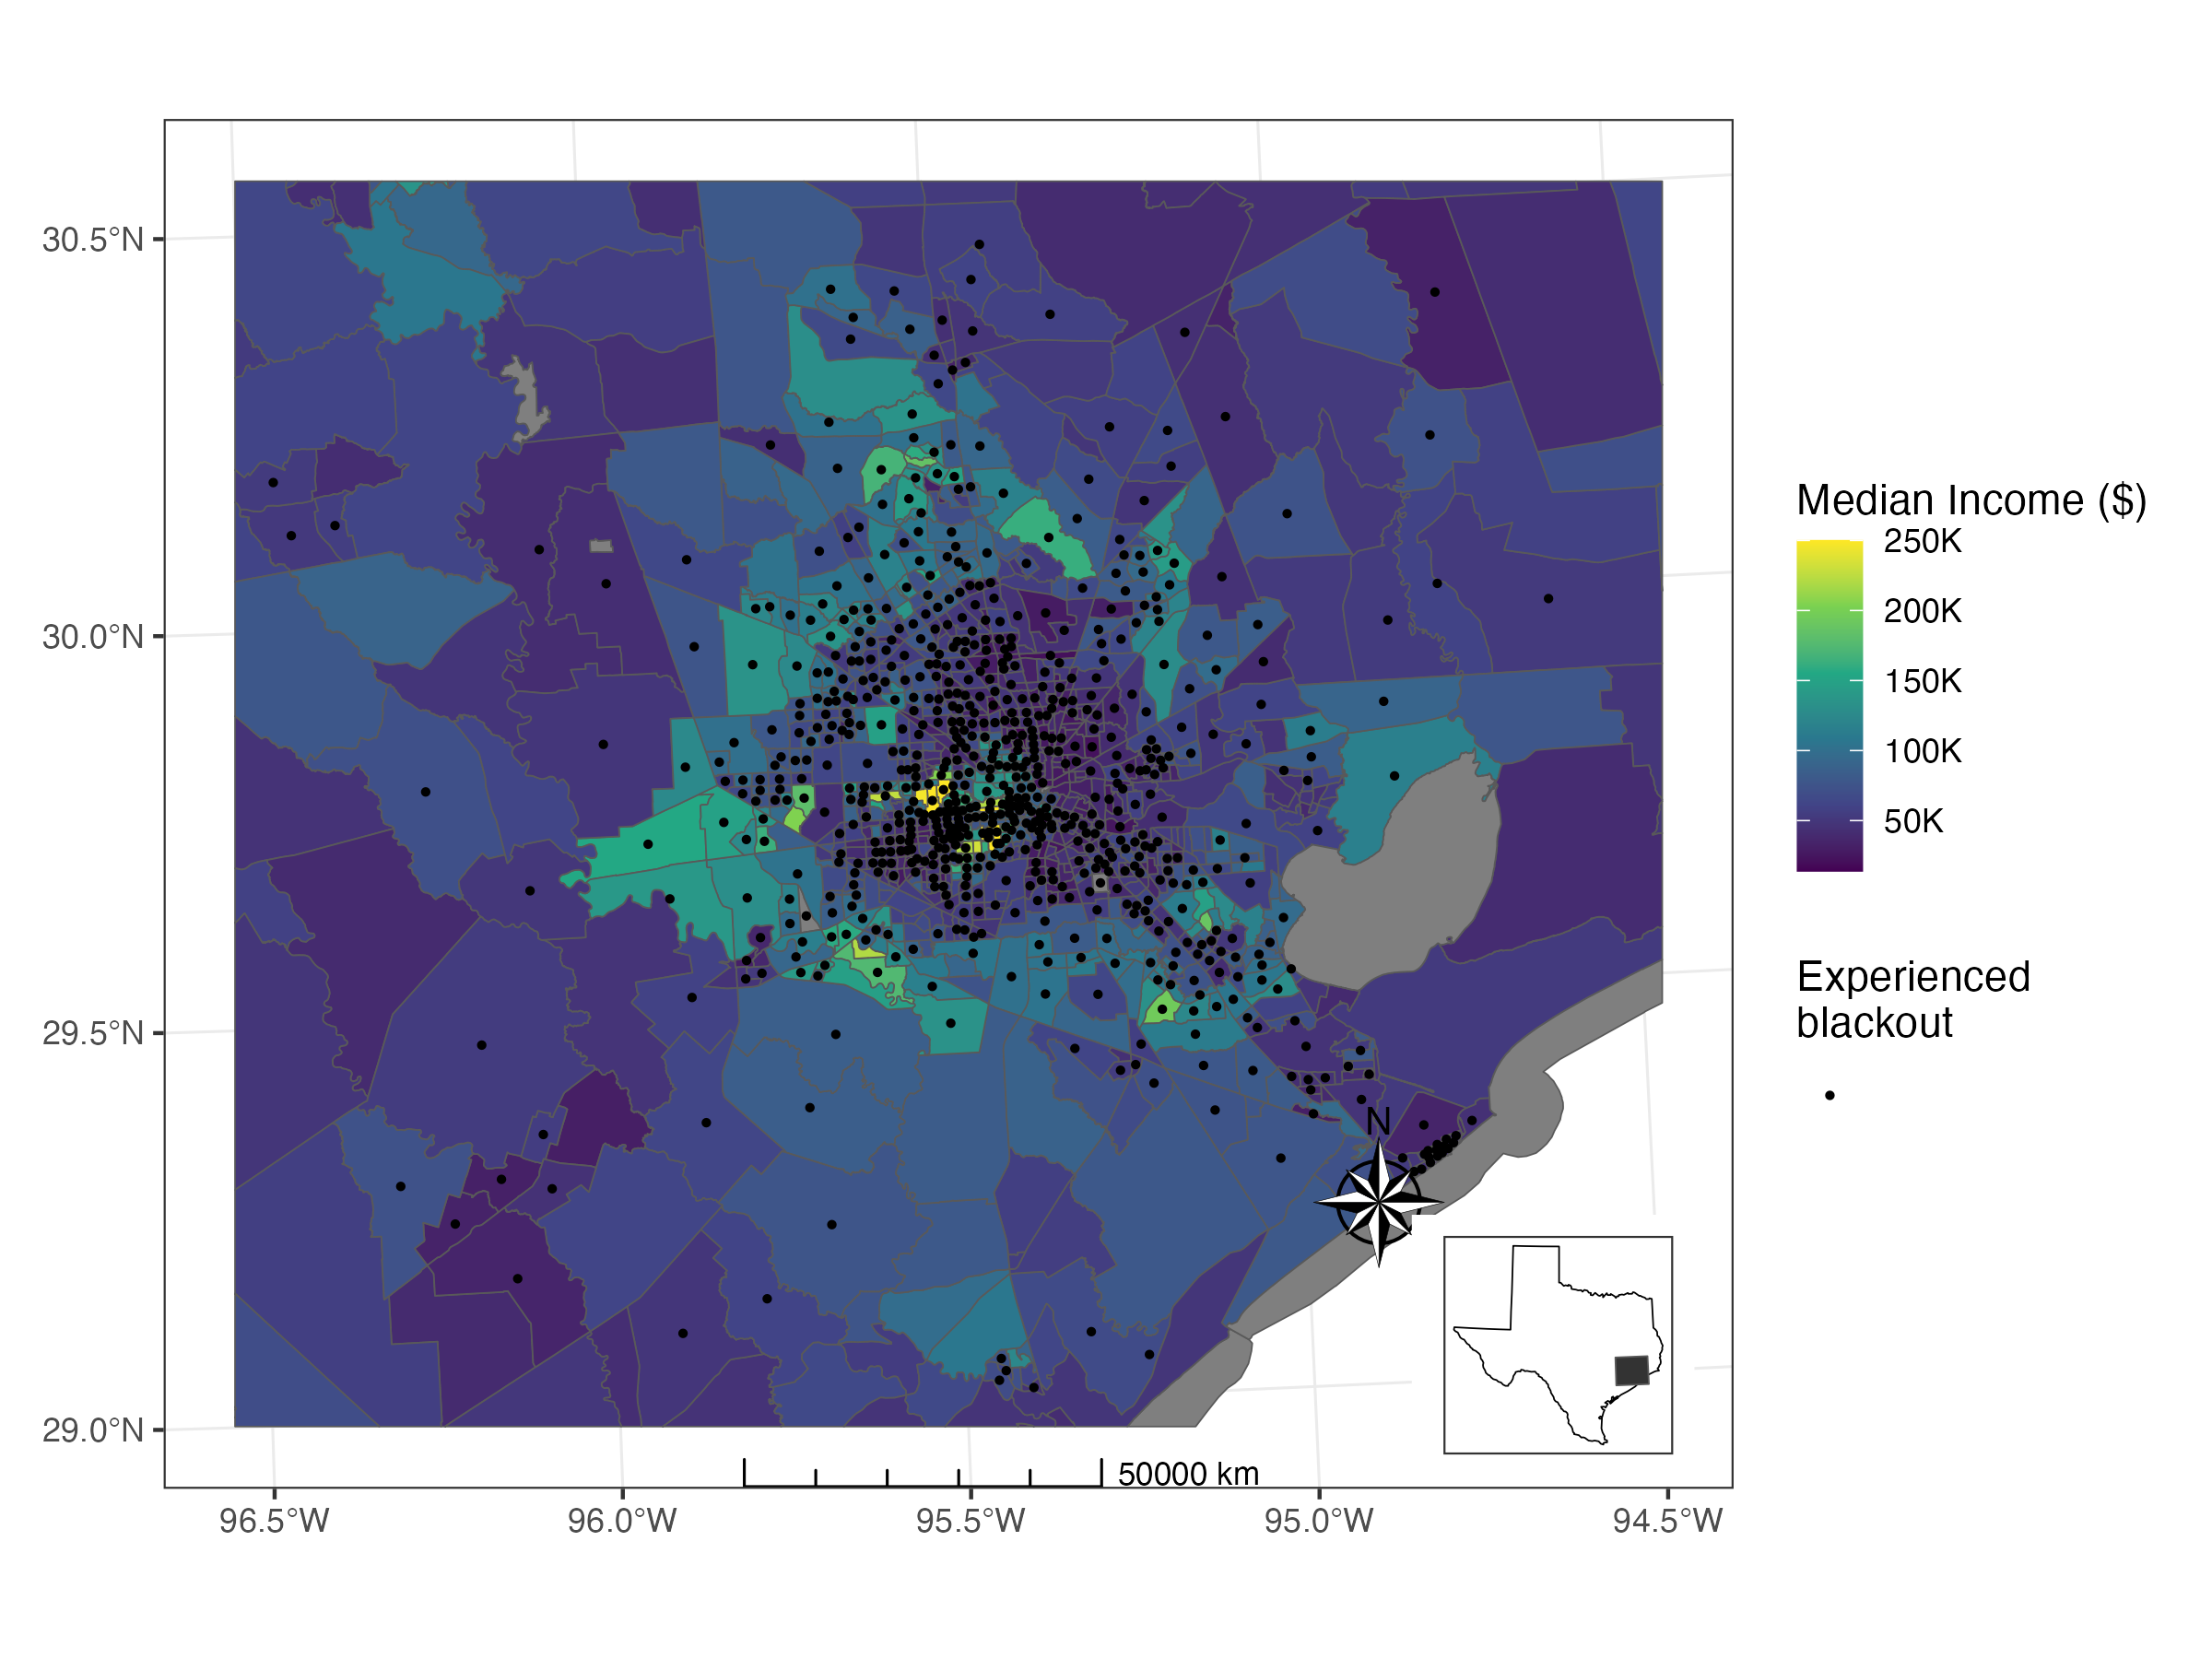 30.5°N
30.0°N
29.5°N
29.0°N
96.5°W
96.0°W
95.5°W
95.0°W
94.5°W
N
50000 km
Median Income ($)
250K
200K
150K
100K
50K
Experienced
blackout